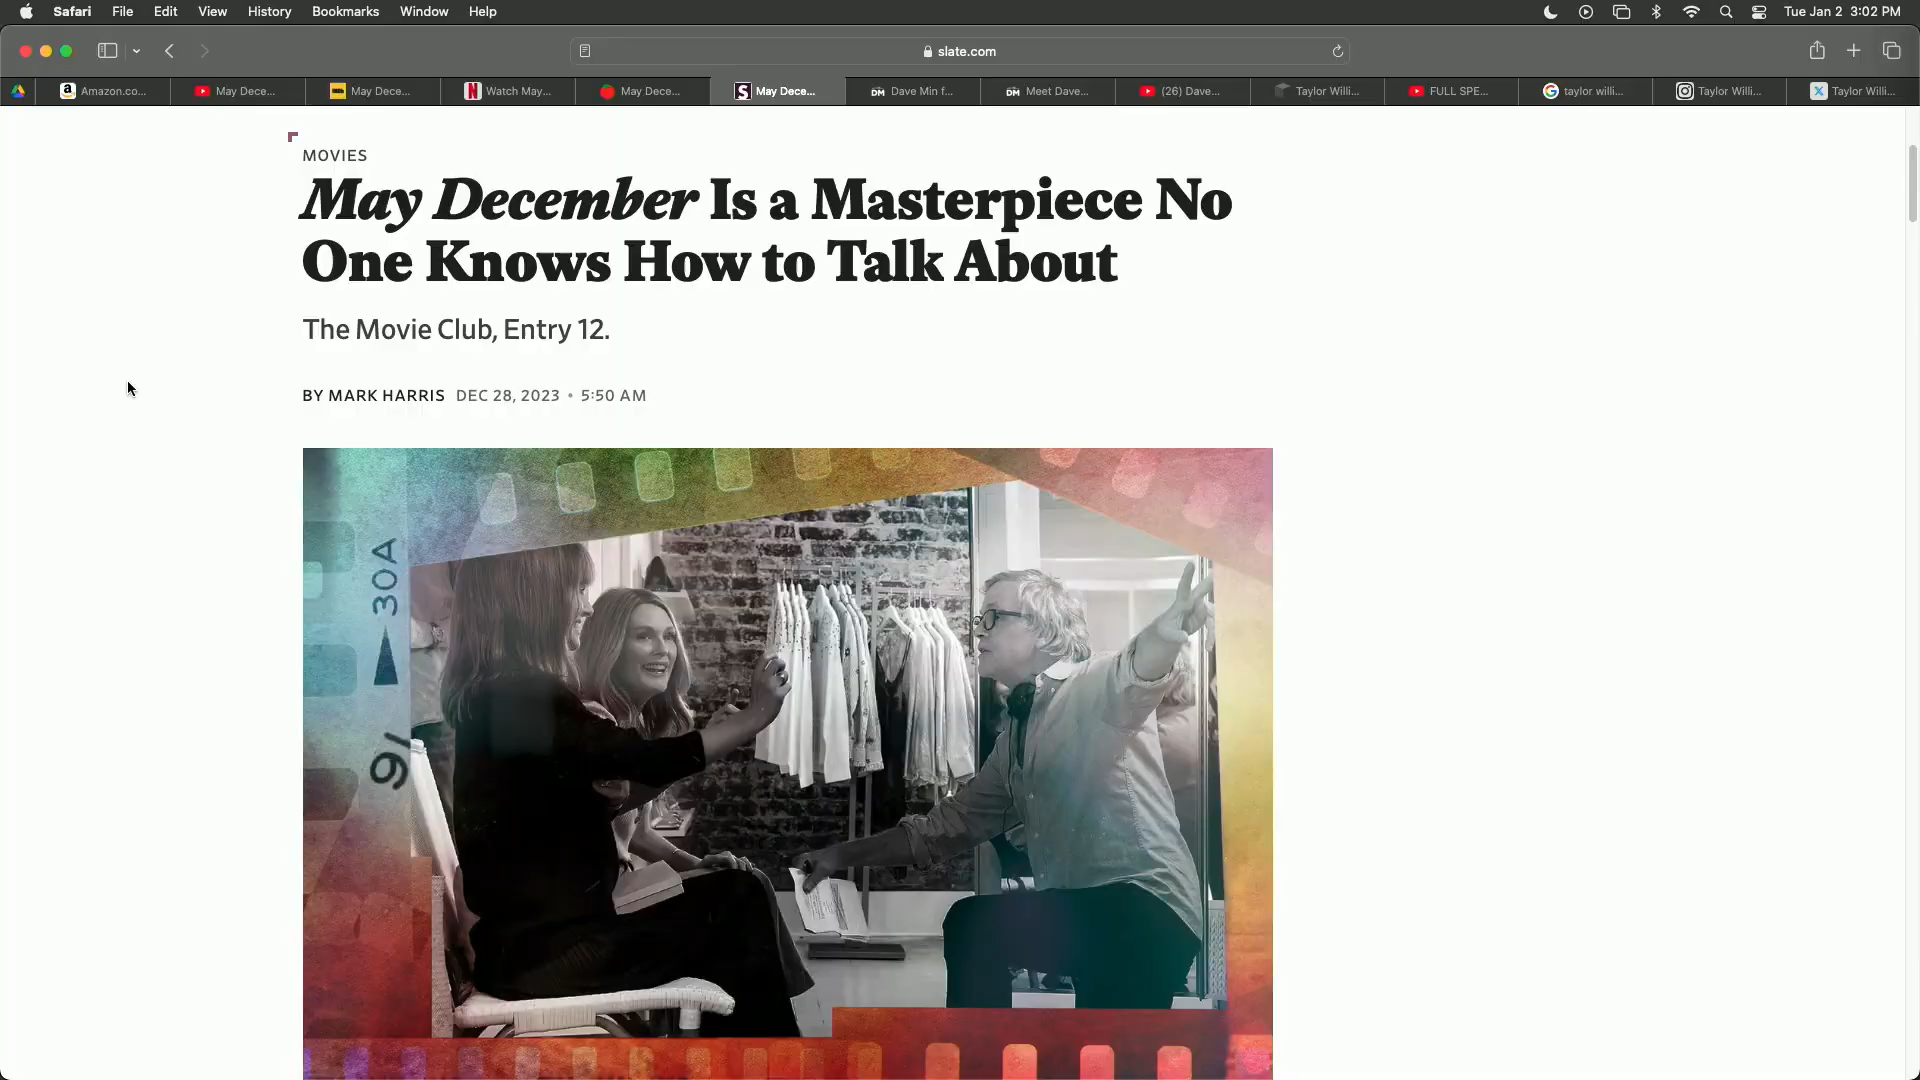 Safari File Edit View History Bookmarks Window Help Tue Jan 2 3:02 PM
slate.com
Amazon.co... May Dece... May Dece... Watch May... May Dece... May Dece... Dave Min f... Meet Dave... (26) Dave... Taylor Willi... FULL SPE... taylor willi... Taylor Willi... Taylor Willi...
MOVIES
May December Is a Masterpiece No
One Knows How to Talk About
The Movie Club, Entry 12.
BY MARK HARRIS DEC 28, 2023 • 5:50 AM
30A
9/